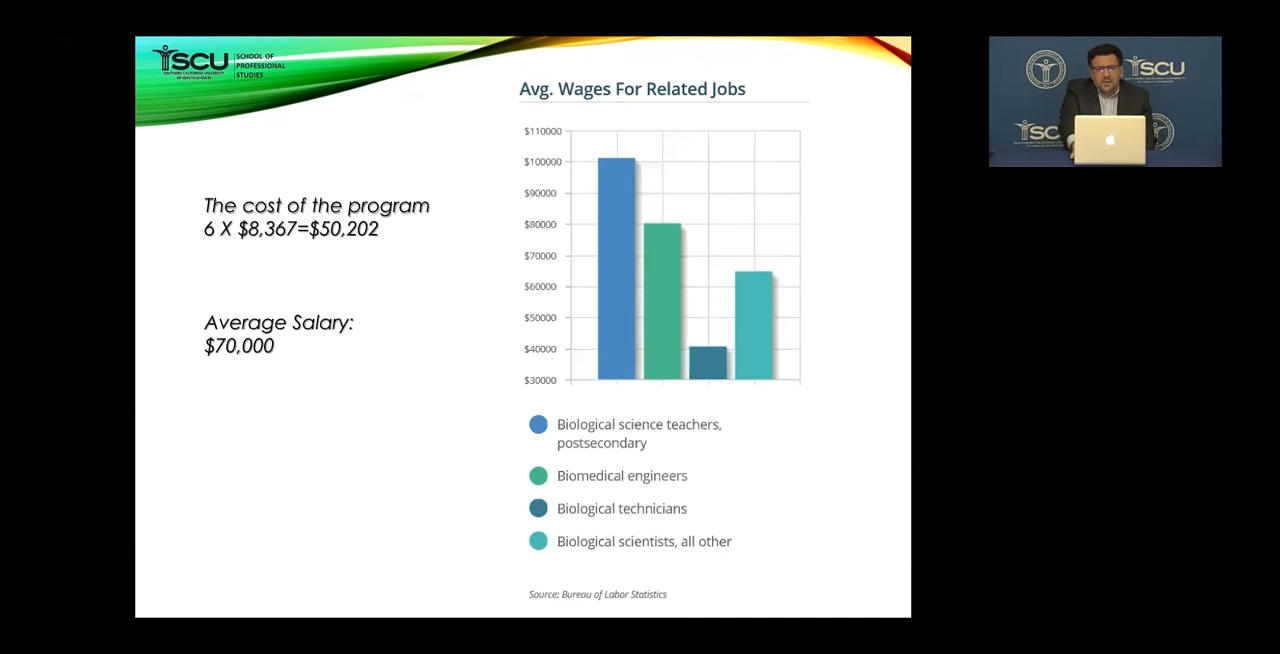 SCU
SOUTHERN CALIFORNIA UNIVERSITY
OF HEALTH SCIENCES
SCHOOL OF
PROFESSIONAL
STUDIES
The cost of the program
6 X $8,367=$50,202
Average Salary:
$70,000
Avg. Wages For Related Jobs
$110000
$100000
$90000
$80000
$70000
$60000
$50000
$40000
$30000
Biological science teachers,
postsecondary
Biomedical engineers
Biological technicians
Biological scientists, all other
Source: Bureau of Labor Statistics
SCU
SC